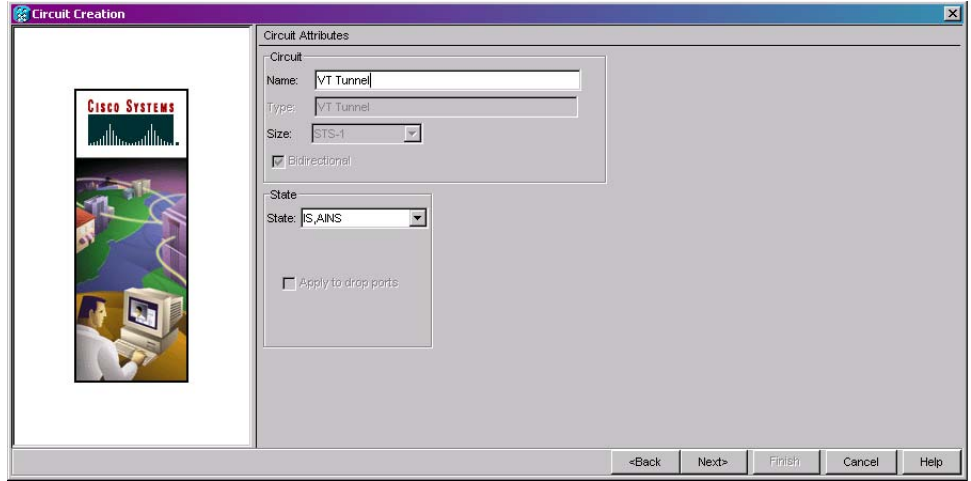 Circuit Creation
Circuit Attributes
CISCO SYSTEMS
Circuit
Name: VT Tunnel
Type: VT Tunnel
Size: STS-1
Bidirectional
State
State: IS,AINS
Apply to drop ports
<Back Next> Finish Cancel Help